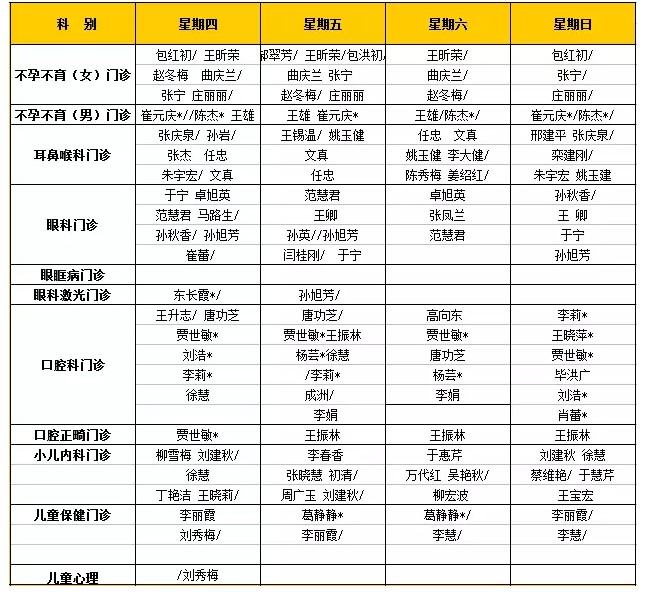 科 别 星期四 星期五 星期六 星期日
包红初/ 王昕荣 翠芳/ 王昕荣/包洪初 王昕荣/ 包红初/
不孕不育（女）门诊 赵冬梅 曲庆兰/ 曲庆兰 张宁 曲庆兰/ 张宁/
张宁 庄丽丽/ 赵冬梅/ 庄丽丽 赵冬梅/ 庄丽丽/
不孕不育（男）门诊 崔元庆*//陈杰* 王雄 王雄 崔元庆* 王雄/陈杰*/ 崔元庆*/陈杰*/
张庆泉/ 孙岩/ 王锡温/ 姚玉健 任忠 文真 邢建平 张庆泉/
耳鼻喉科门诊 张杰 任忠 文真 姚玉健 李大健/ 栾建刚/
朱宇宏/ 文真 任忠 陈秀梅 姜绍红/ 朱宇宏 姚玉建
于宁 卓旭英 范慧君 卓旭英 孙秋香/
眼科门诊 范慧君 马路生/ 王卿 张凤兰 王 卿
孙秋香/ 孙旭芳 孙英//孙旭芳 范慧君 于宁
崔蕾/ 闫桂刚/ 于宁 孙旭芳
眼眶病门诊
眼科激光门诊 东长霞*/ 孙旭芳/
王升志/ 唐功芝 唐功芝/ 高向东 李莉*
贾世敏* 贾世敏*王振林 贾世敏* 王晓萍*
口腔科门诊 刘浩* 杨芸*徐慧 唐功芝 贾世敏*
李莉* /李莉* 杨芸* 毕洪广
徐慧 成洲/ 李娟 刘浩*
李娟 肖蕾*
口腔正畸门诊 贾世敏* 王振林 王振林 王振林
小儿内科门诊 柳雪梅 刘建秋/ 李春香 于惠芹 刘建秋 徐慧
徐慧 张晓慧 初清/ 万代红 吴艳秋/ 蔡维艳/ 于慧芹
丁艳洁 王晓莉/ 周广玉 刘建秋/ 柳宏波 王宝宏
儿童保健门诊 李丽霞 葛静静* 葛静静*/ 李丽霞/
刘秀梅/ 李丽霞/ 李慧/ 李慧/
儿童心理 /刘秀梅